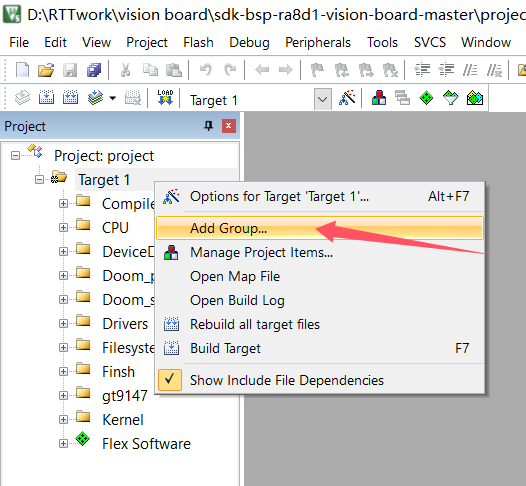 D:\RTTwork\vision board\sdk-bsp-ra8d1-vision-board-master\projec
File Edit View Project Flash Debug Peripherals Tools SVCS Window
LOAD Target 1
Project
Project: project
Target 1
Compile
CPU
DeviceD
Doom_p
Doom_s
Drivers
Filesyste
Finsh
gt9147
Kernel
Flex Software
Options for Target 'Target 1'... Alt+F7
Add Group...
Manage Project Items...
Open Map File
Open Build Log
Rebuild all target files
Build Target F7
Show Include File Dependencies